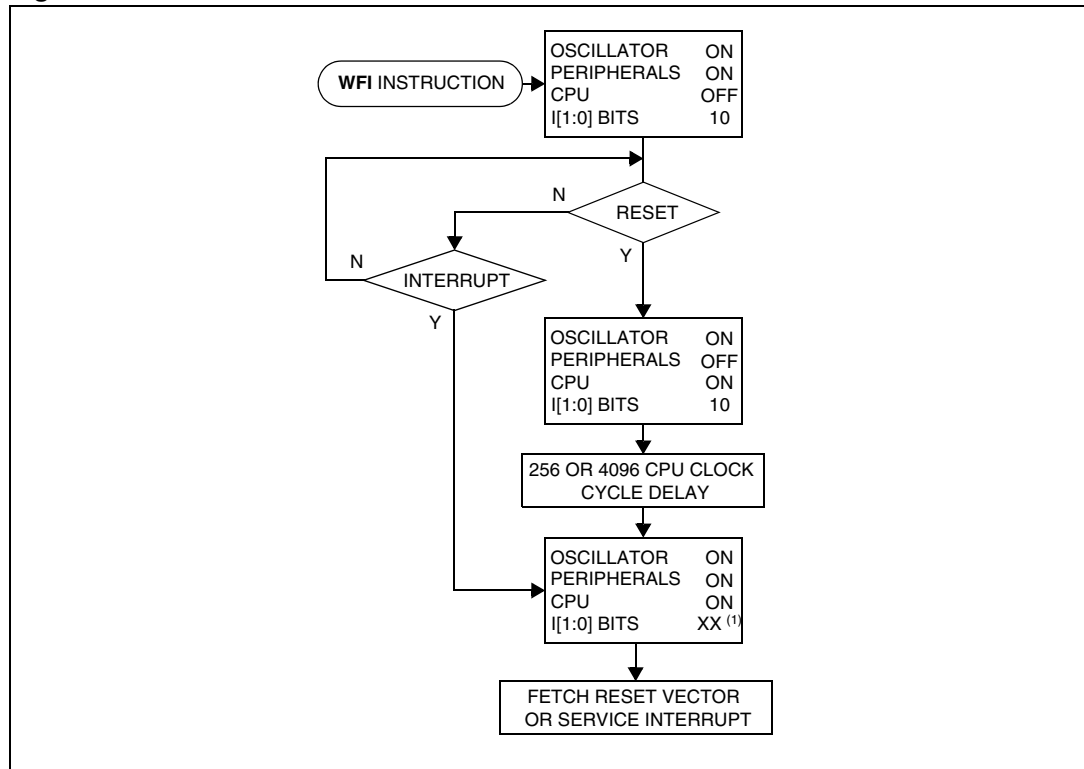 WFI INSTRUCTION
OSCILLATOR ON
PERIPHERALS ON
CPU OFF
I[1:0] BITS 10
N
RESET
Y
N
INTERRUPT
Y
OSCILLATOR ON
PERIPHERALS OFF
CPU ON
I[1:0] BITS 10
256 OR 4096 CPU CLOCK
CYCLE DELAY
OSCILLATOR ON
PERIPHERALS ON
CPU ON
I[1:0] BITS XX (1)
FETCH RESET VECTOR
OR SERVICE INTERRUPT